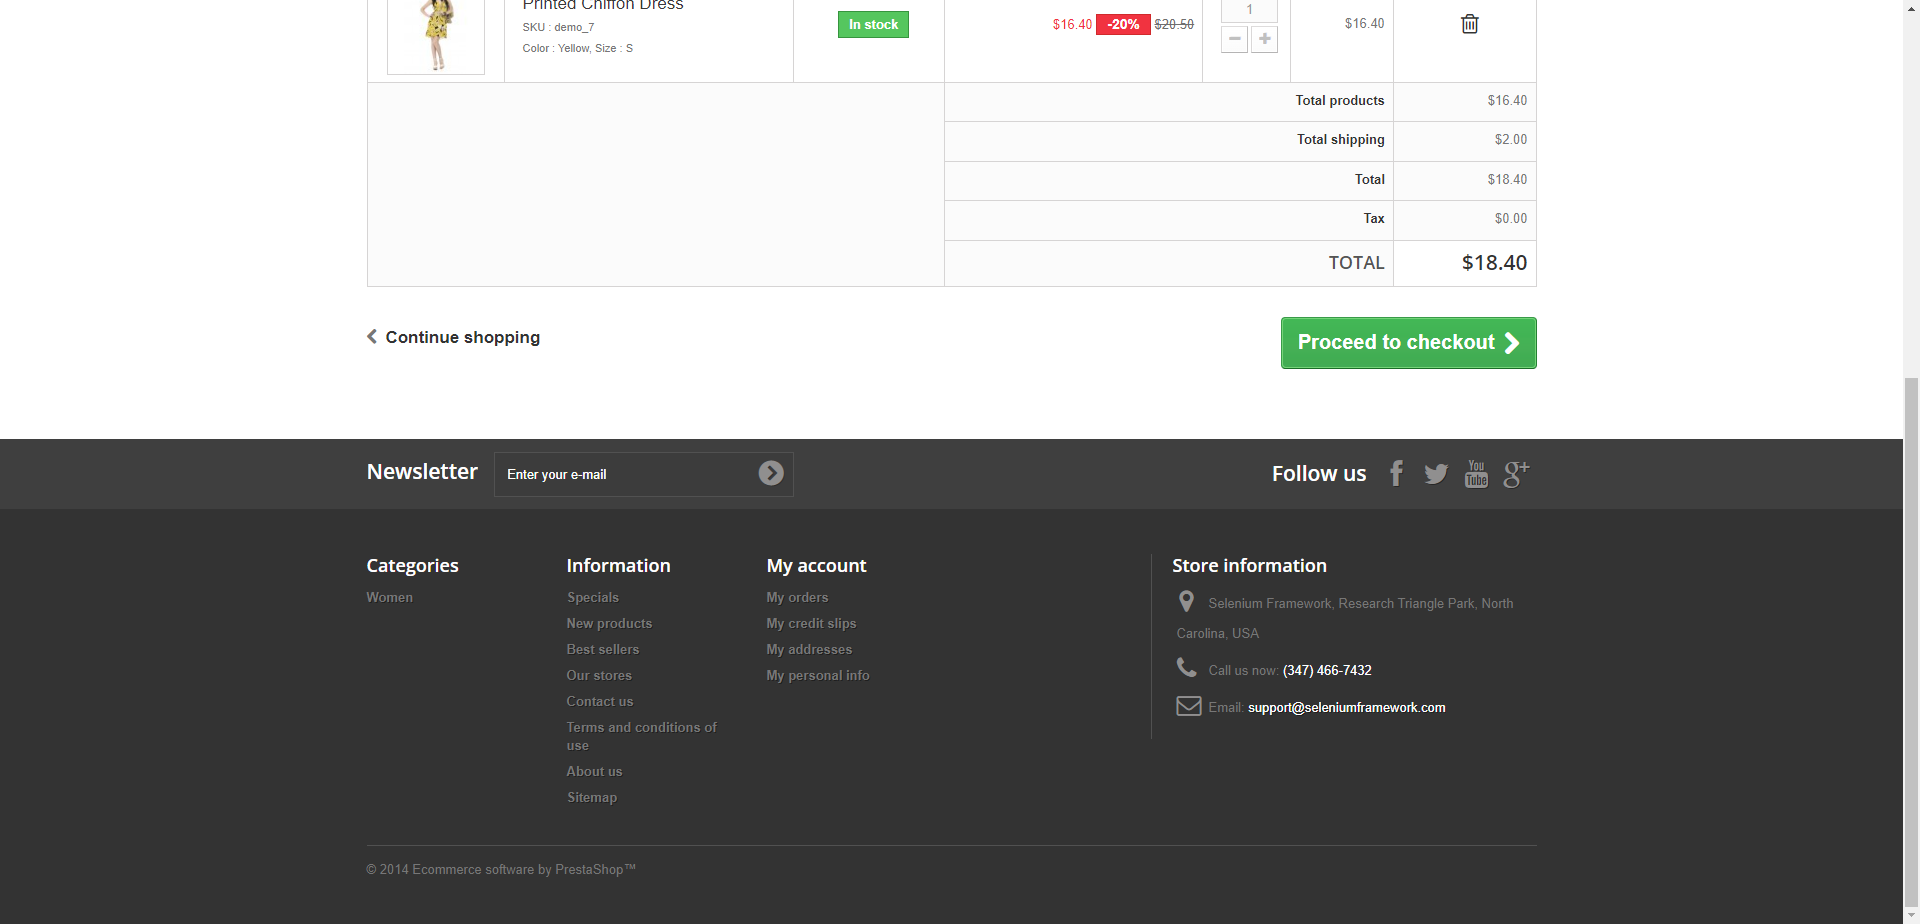 Printed Chiffon Dress
SKU : demo_7
Color : Yellow, Size : S
In stock
$16.40 -20% $20.50
1
$16.40
Total products $16.40
Total shipping $2.00
Total $18.40
Tax $0.00
TOTAL $18.40
Continue shopping
Proceed to checkout
Newsletter
Enter your e-mail
Follow us
You
Tube
g+
Categories
Women
Information
Specials
New products
Best sellers
Our stores
Contact us
Terms and conditions of
use
About us
Sitemap
My account
My orders
My credit slips
My addresses
My personal info
Store information
Selenium Framework, Research Triangle Park, North
Carolina, USA
Call us now: (347) 466-7432
Email: support@seleniumframework.com
© 2014 Ecommerce software by PrestaShop™